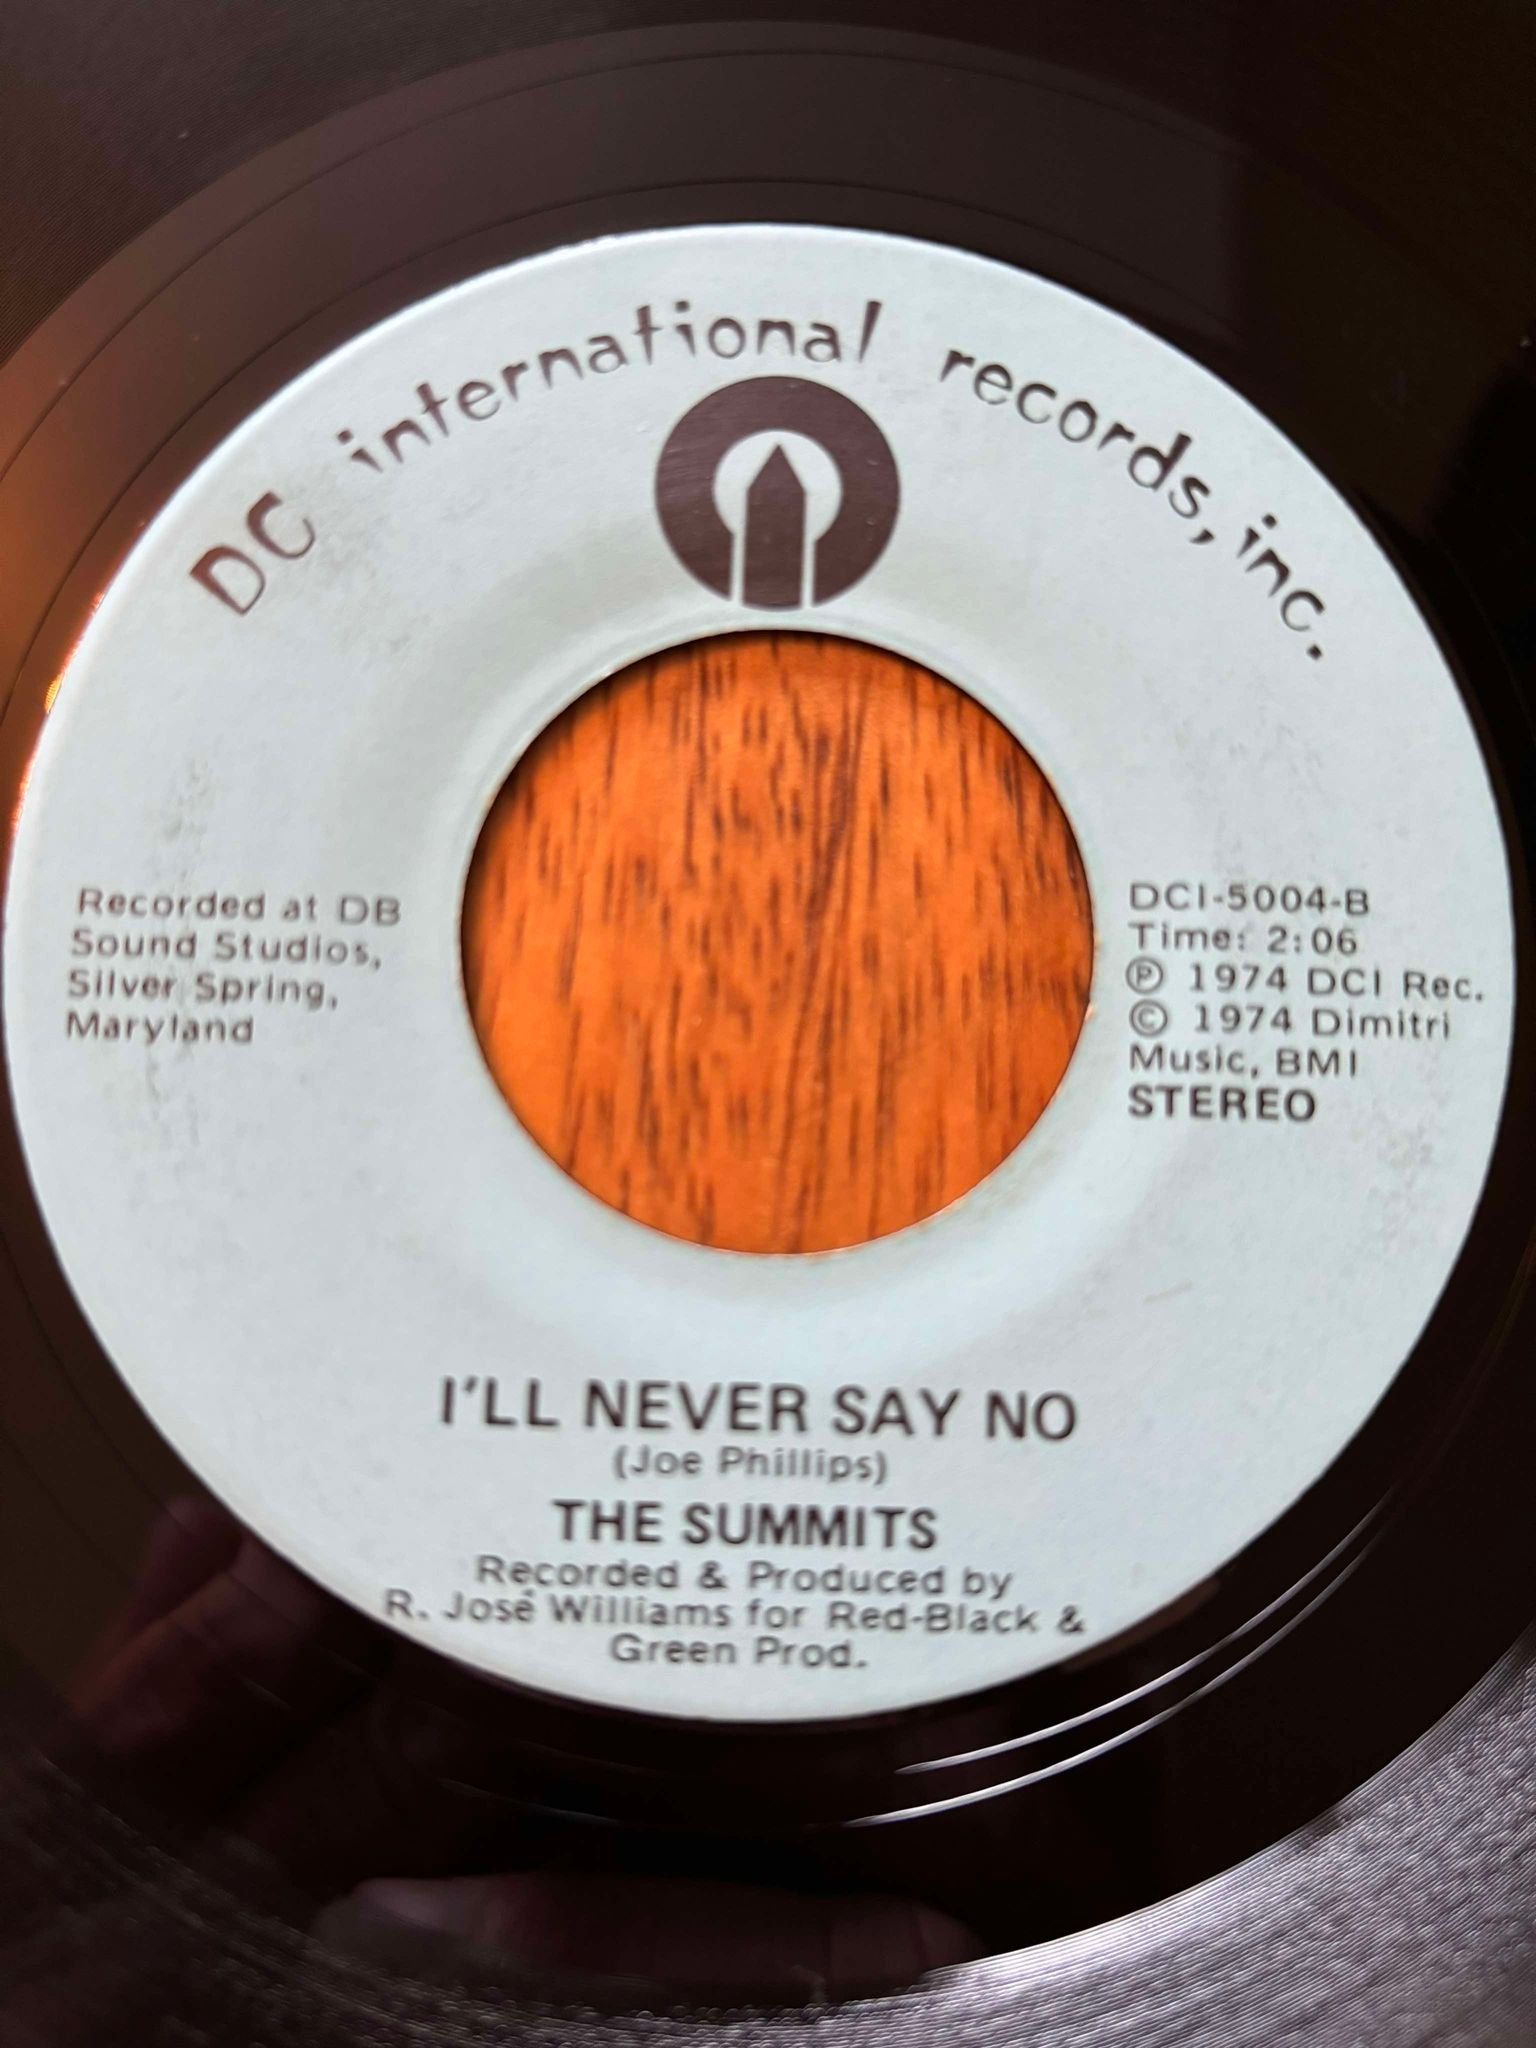 DC international records, inc.
Recorded at DB
Sound Studios,
Silver Spring,
Maryland
DCI-5004-B
Time: 2:06
Ⓟ 1974 DCI Rec.
© 1974 Dimitri
Music, BMI
STEREO
I'LL NEVER SAY NO
(Joe Phillips)
THE SUMMITS
Recorded & Produced by
R. José Williams for Red-Black &
Green Prod.